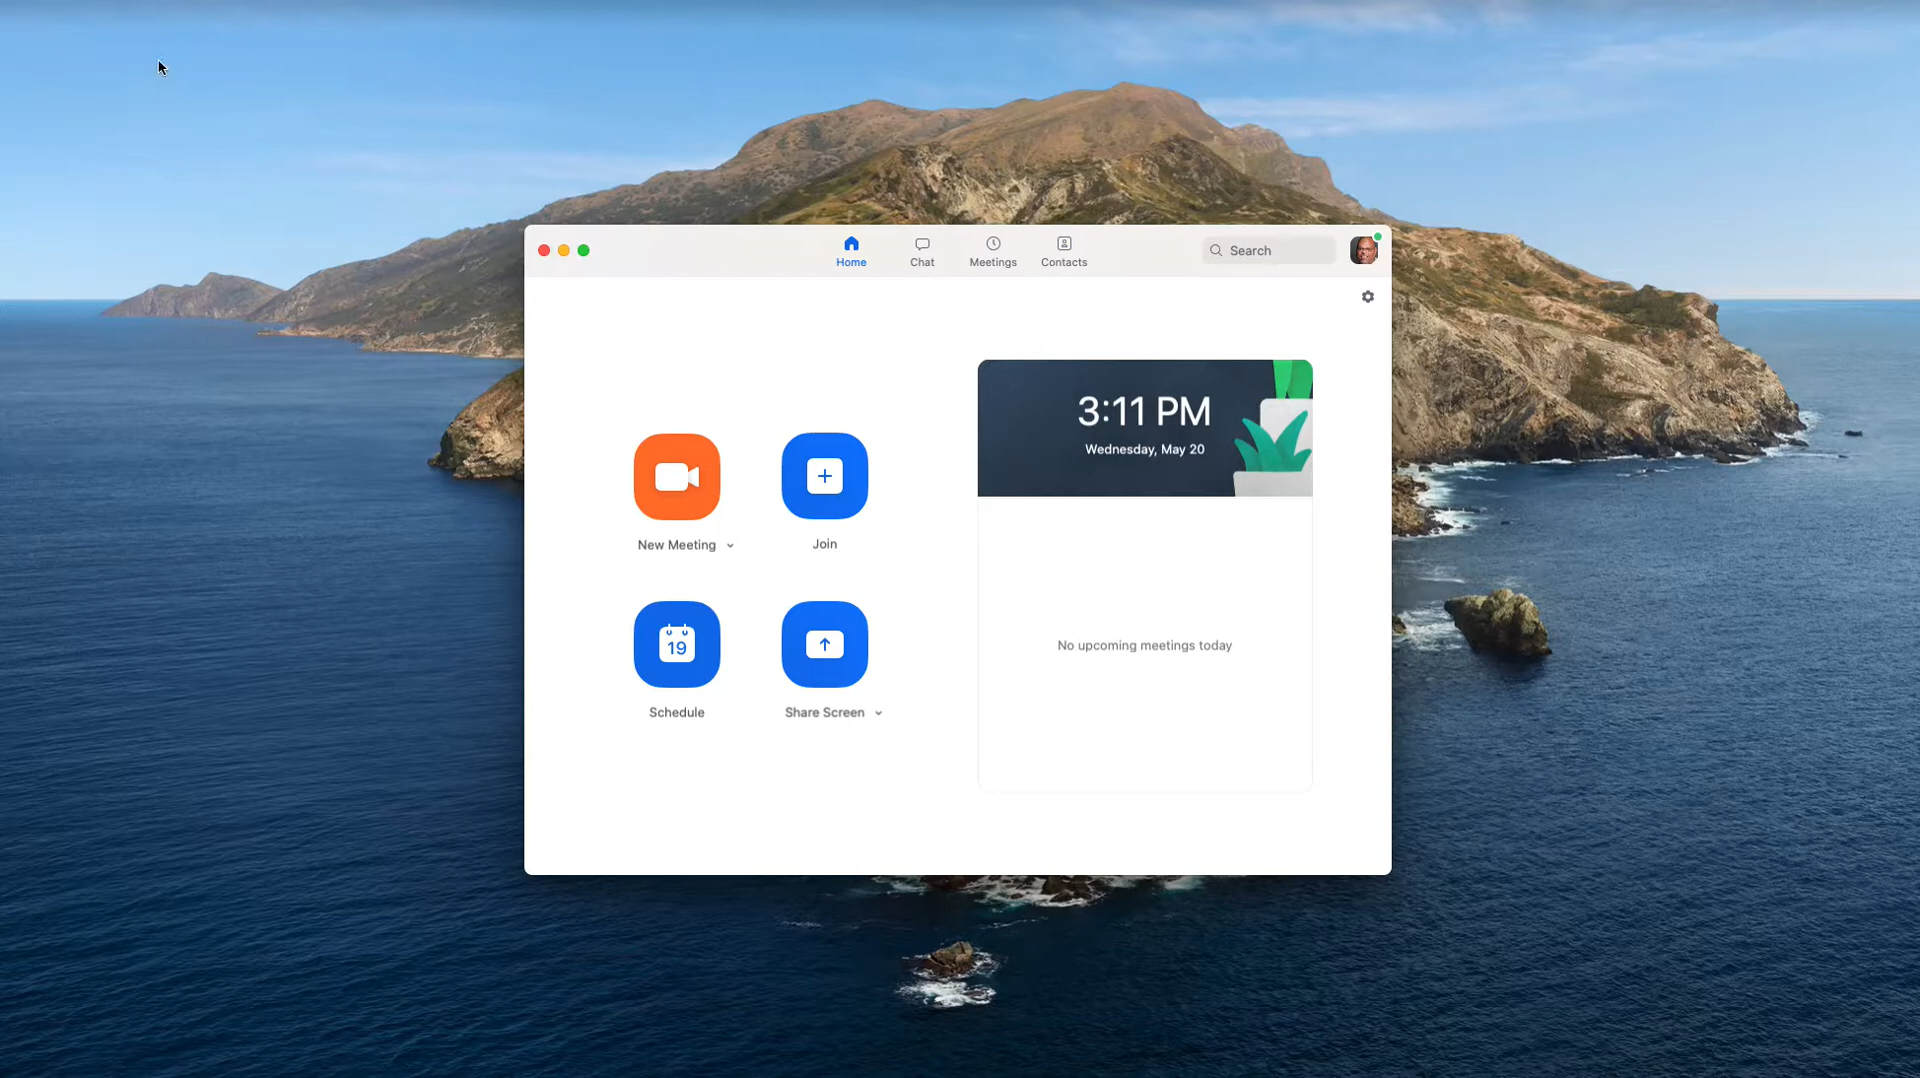 Home
Chat
Meetings
Contacts
Search
3:11 PM
Wednesday, May 20
New Meeting
Join
19
Schedule
Share Screen
No upcoming meetings today